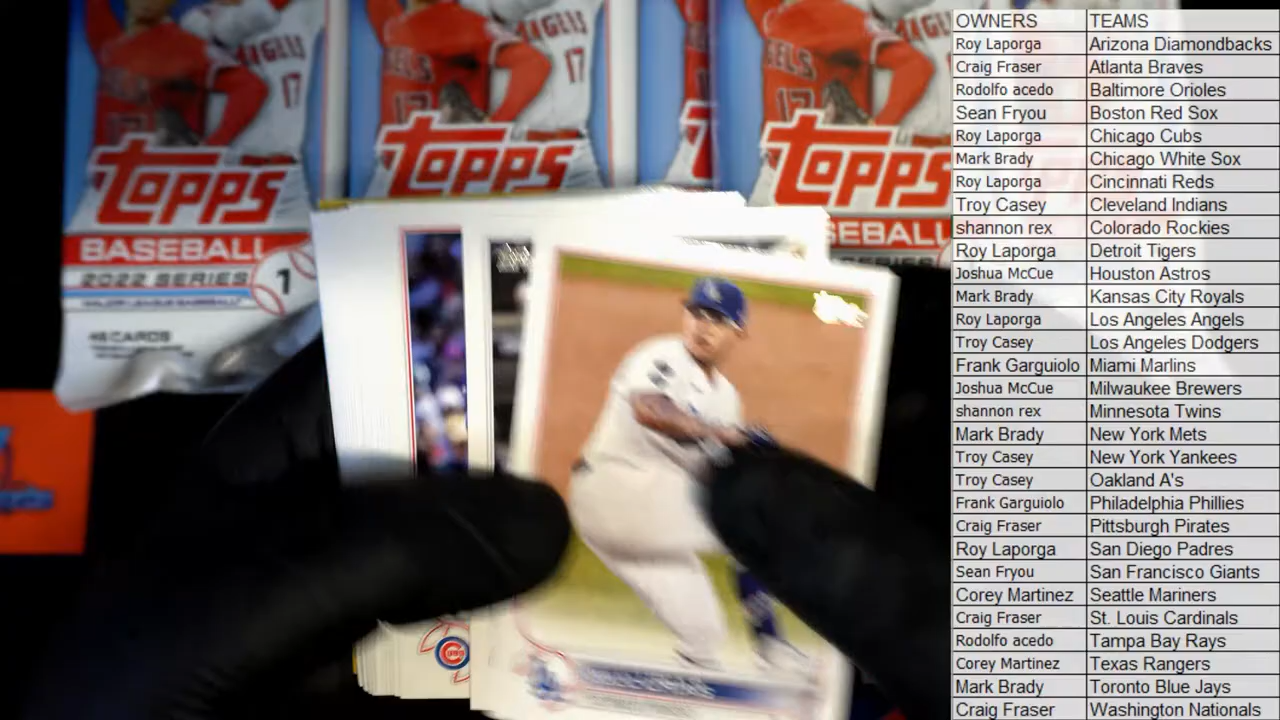 ANGELS
17
17
ELS
17
TOPPS
TOPPS
TOPPS
BASEBALL
SEBALL
2022 SERIES 1
MAJOR LEAGUE BASEBALL
OWNERS TEAMS
Roy Laporga Arizona Diamondbacks
Craig Fraser Atlanta Braves
Rodolfo acedo Baltimore Orioles
Sean Fryou Boston Red Sox
Roy Laporga Chicago Cubs
Mark Brady Chicago White Sox
Roy Laporga Cincinnati Reds
Troy Casey Cleveland Indians
shannon rex Colorado Rockies
Roy Laporga Detroit Tigers
Joshua McCue Houston Astros
Mark Brady Kansas City Royals
Roy Laporga Los Angeles Angels
Troy Casey Los Angeles Dodgers
Frank Garguiolo Miami Marlins
Joshua McCue Milwaukee Brewers
shannon rex Minnesota Twins
Mark Brady New York Mets
Troy Casey New York Yankees
Troy Casey Oakland A's
Frank Garguiolo Philadelphia Phillies
Craig Fraser Pittsburgh Pirates
Roy Laporga San Diego Padres
Sean Fryou San Francisco Giants
Corey Martinez Seattle Mariners
Craig Fraser St. Louis Cardinals
Rodolfo acedo Tampa Bay Rays
Corey Martinez Texas Rangers
Mark Brady Toronto Blue Jays
Craig Fraser Washington Nationals